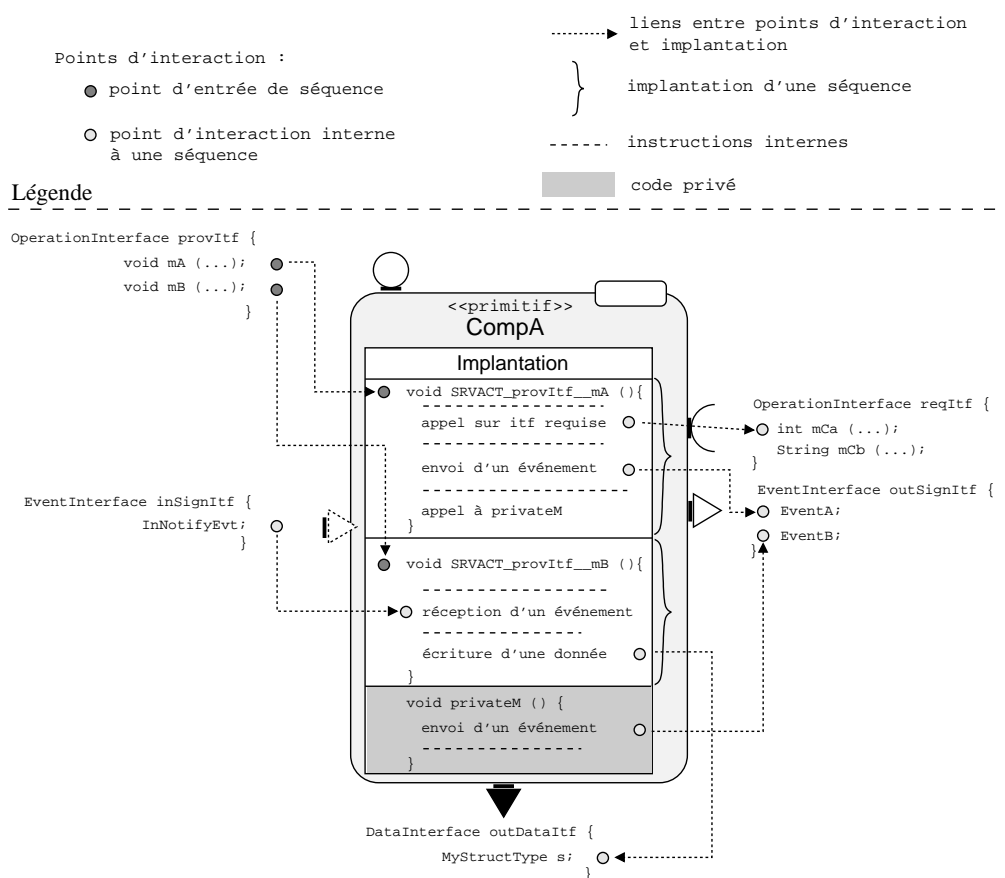 Points d'interaction :
point d'entrée de séquence
point d'interaction interne
à une séquence
liens entre points d'interaction
et implantation
implantation d'une séquence
instructions internes
code privé
Légende
OperationInterface provItf {
void mA (...);
void mB (...);
}
<<primitif>>
CompA
Implantation
void SRVACT_provItf__mA (){
appel sur itf requise
envoi d'un événement
appel à privateM
}
void SRVACT_provItf__mB (){
réception d'un événement
écriture d'une donnée
}
void privateM () {
envoi d'un événement
}
EventInterface inSignItf {
InNotifyEvt;
}
OperationInterface reqItf {
int mCa (...);
String mCb (...);
}
EventInterface outSignItf {
EventA;
EventB;
}
DataInterface outDataItf {
MyStructType s;
}